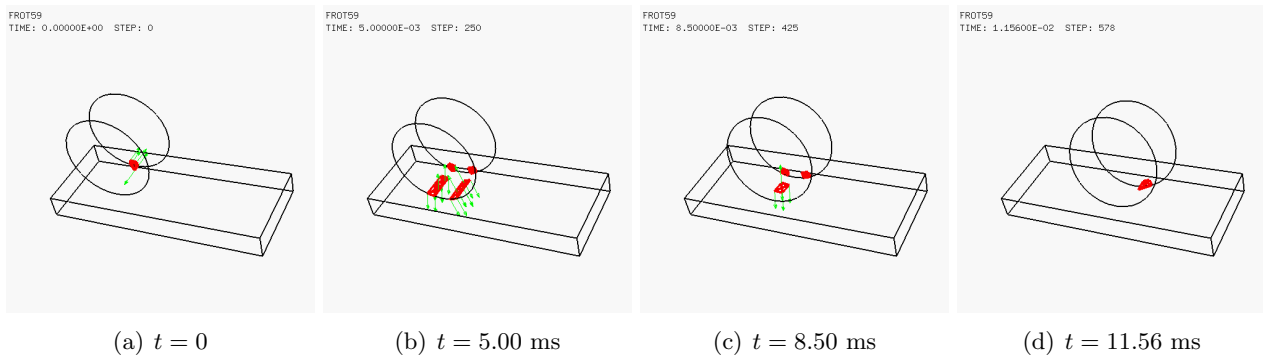 FROT59
TIME: 0.00000E+00 STEP: 0
FROT59
TIME: 5.00000E-03 STEP: 250
FROT59
TIME: 8.50000E-03 STEP: 425
FROT59
TIME: 1.15600E-02 STEP: 578
(a) t = 0
(b) t = 5.00 ms
(c) t = 8.50 ms
(d) t = 11.56 ms